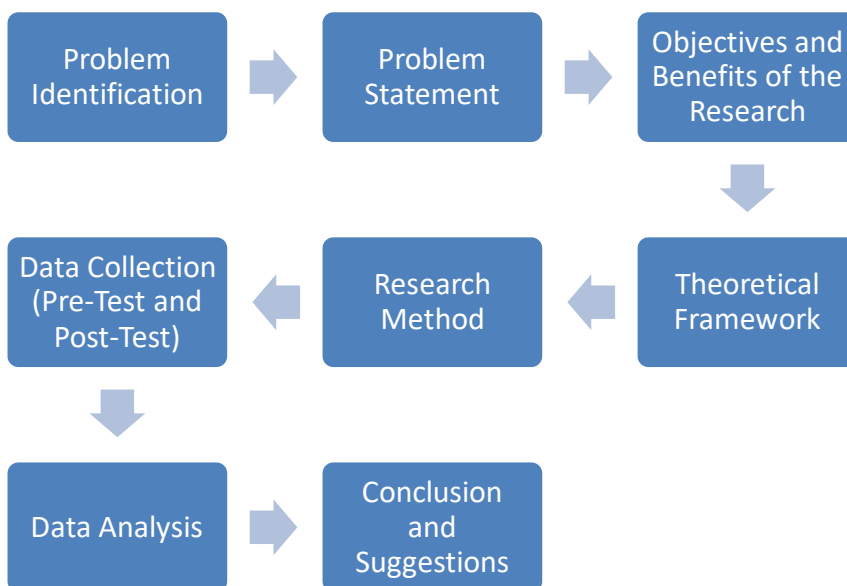 Problem
Identification
Problem
Statement
Objectives and
Benefits of the
Research
Theoretical
Framework
Research
Method
Data Collection
(Pre-Test and
Post-Test)
Data Analysis
Conclusion
and
Suggestions